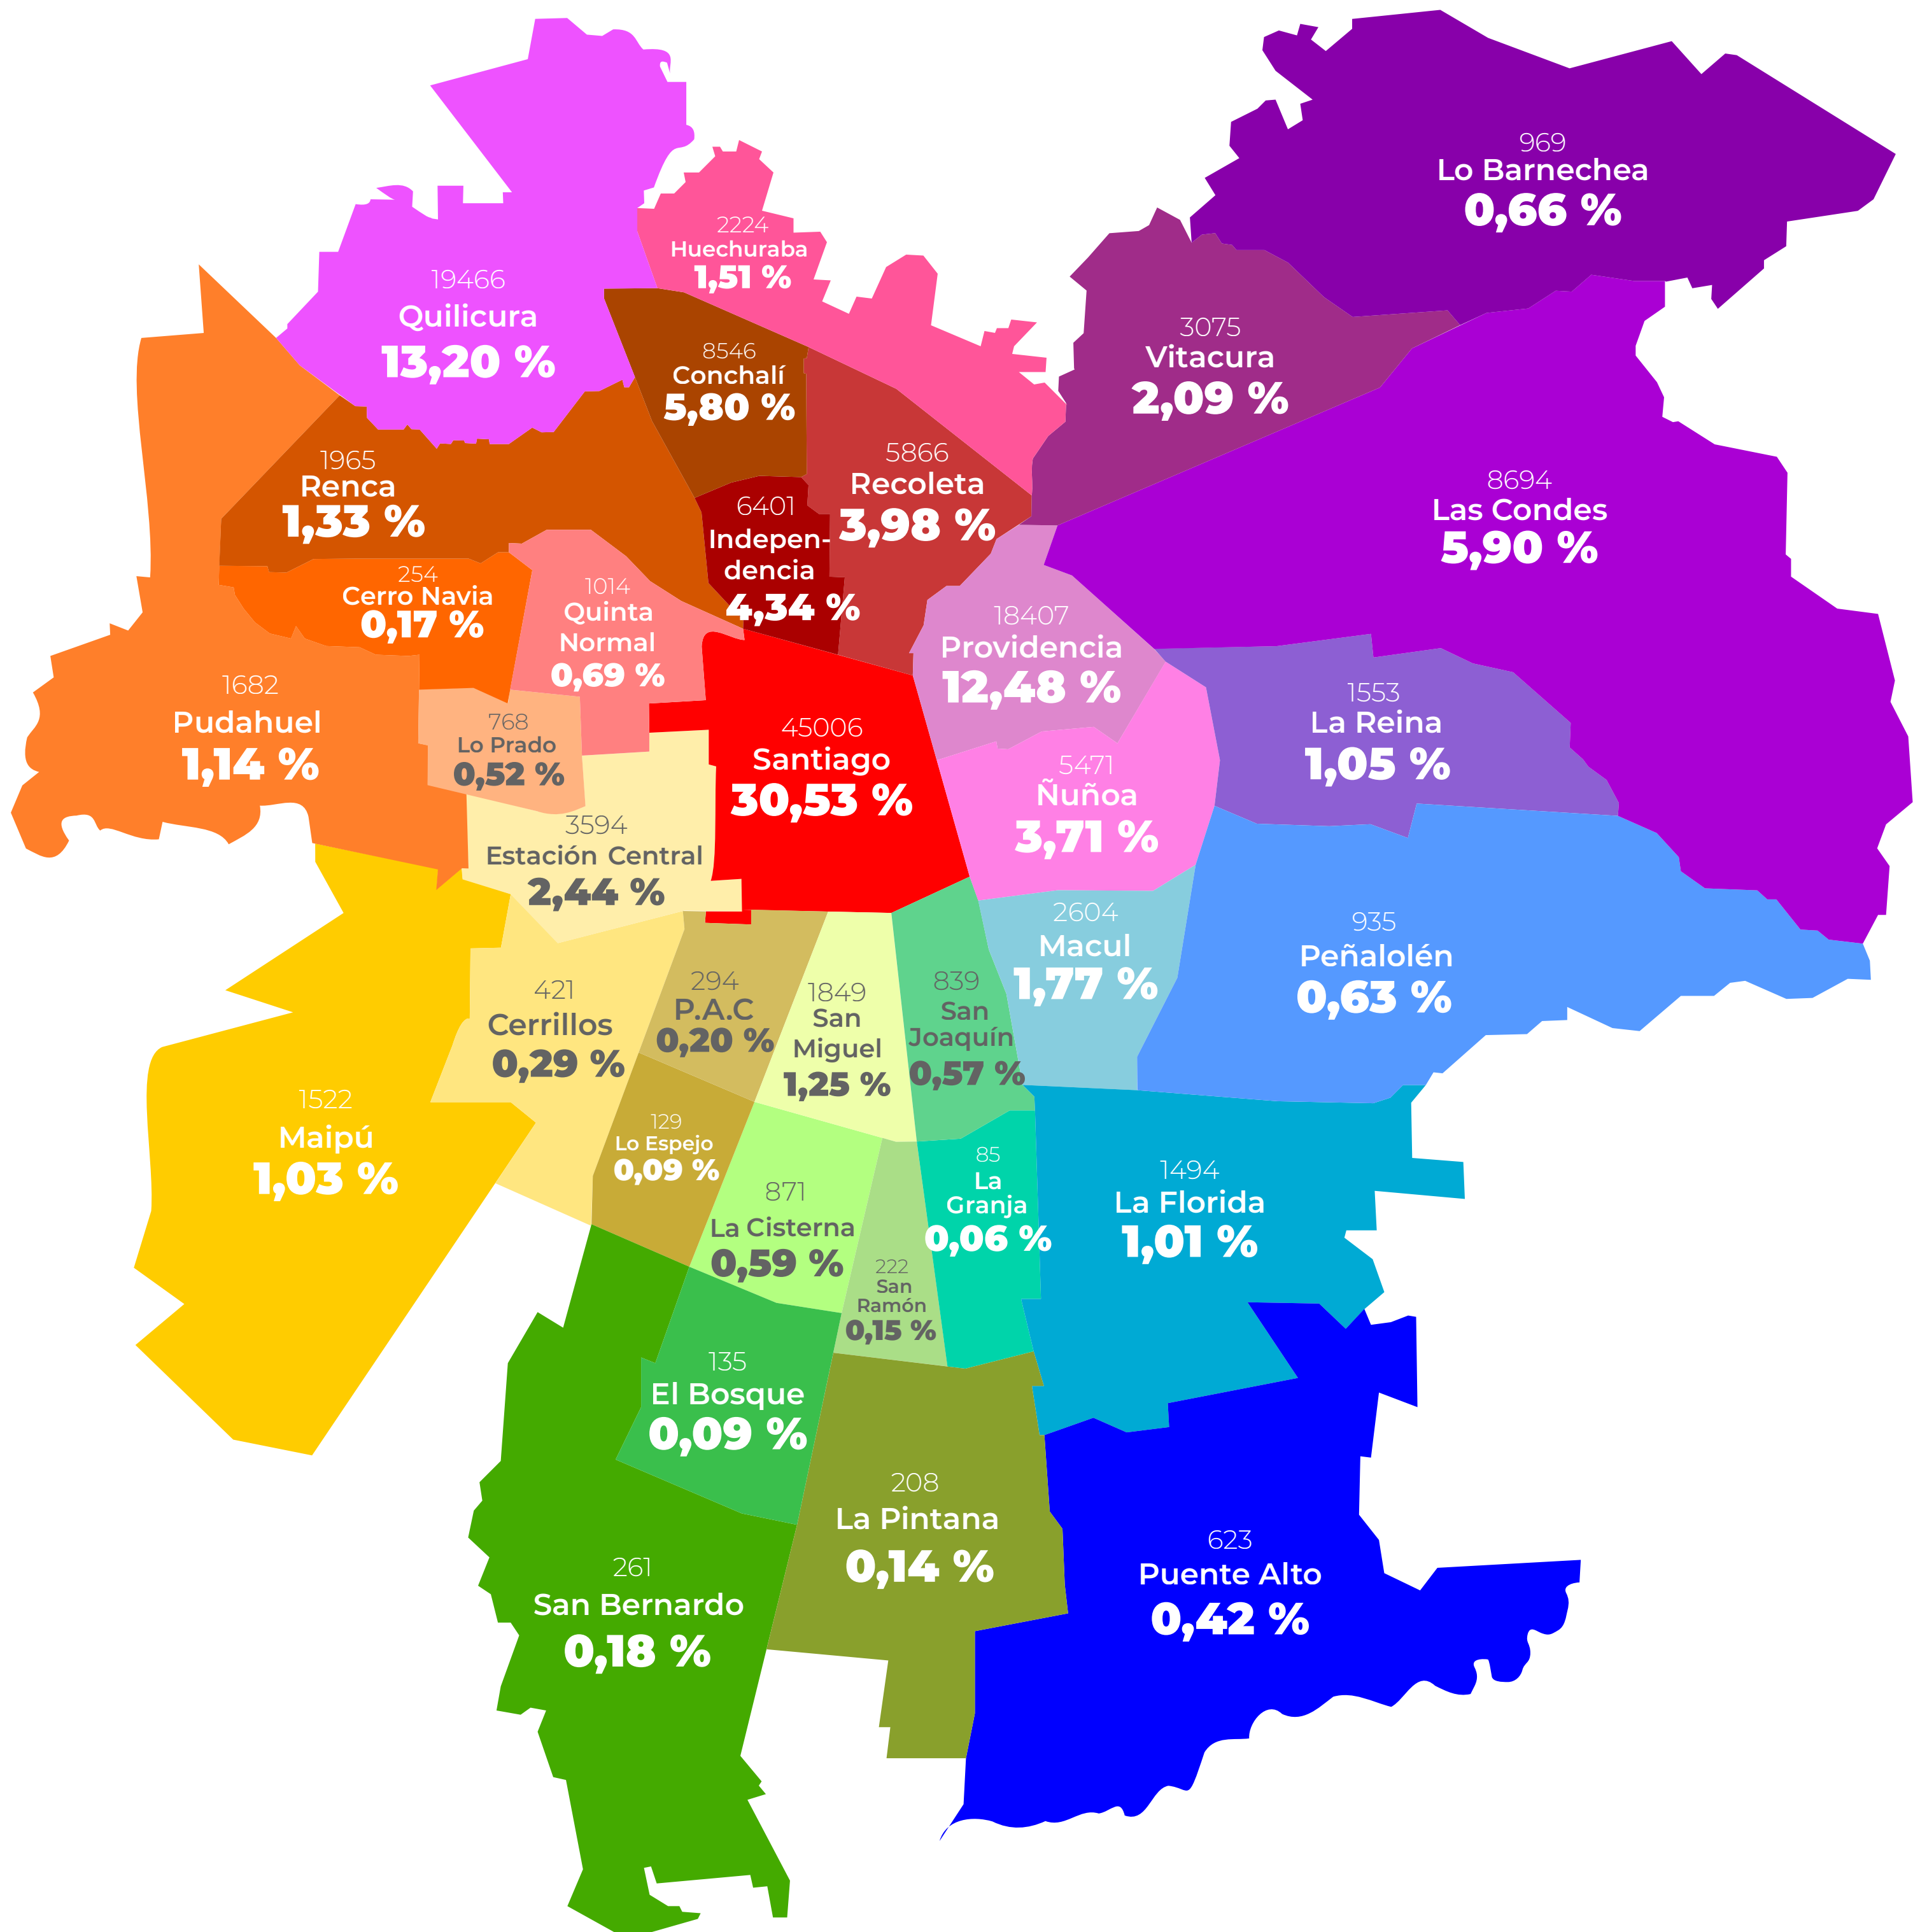 969
Lo Barnechea
0,66 %
2224
Huechuraba
1,51 %
19466
Quilicura
13,20 %
3075
Vitacura
2,09 %
8546
Conchalí
5,80 %
5866
Recoleta
3,98 %
1965
Renca
1,33 %
8694
Las Condes
5,90 %
6401
Indepen-
dencia
4,34 %
254
Cerro Navia
0,17 %
1014
Quinta
Normal
0,69 %
18407
Providencia
12,48 %
1682
Pudahuel
1,14 %
768
Lo Prado
0,52 %
45006
Santiago
30,53 %
1553
La Reina
1,05 %
5471
Ñuñoa
3,71 %
3594
Estación Central
2,44 %
2604
Macul
1,77 %
935
Peñalolén
0,63 %
421
Cerrillos
0,29 %
294
P.A.C
0,20 %
1849
San
Miguel
1,25 %
839
San
Joaquín
0,57 %
1522
Maipú
1,03 %
129
Lo Espejo
0,09 %
871
La Cisterna
0,59 %
85
La
Granja
0,06 %
1494
La Florida
1,01 %
222
San
Ramón
0,15 %
135
El Bosque
0,09 %
208
La Pintana
0,14 %
623
Puente Alto
0,42 %
261
San Bernardo
0,18 %